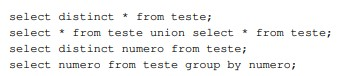 select distinct * from teste;
select * from teste union select * from teste;
select distinct numero from teste;
select numero from teste group by numero;